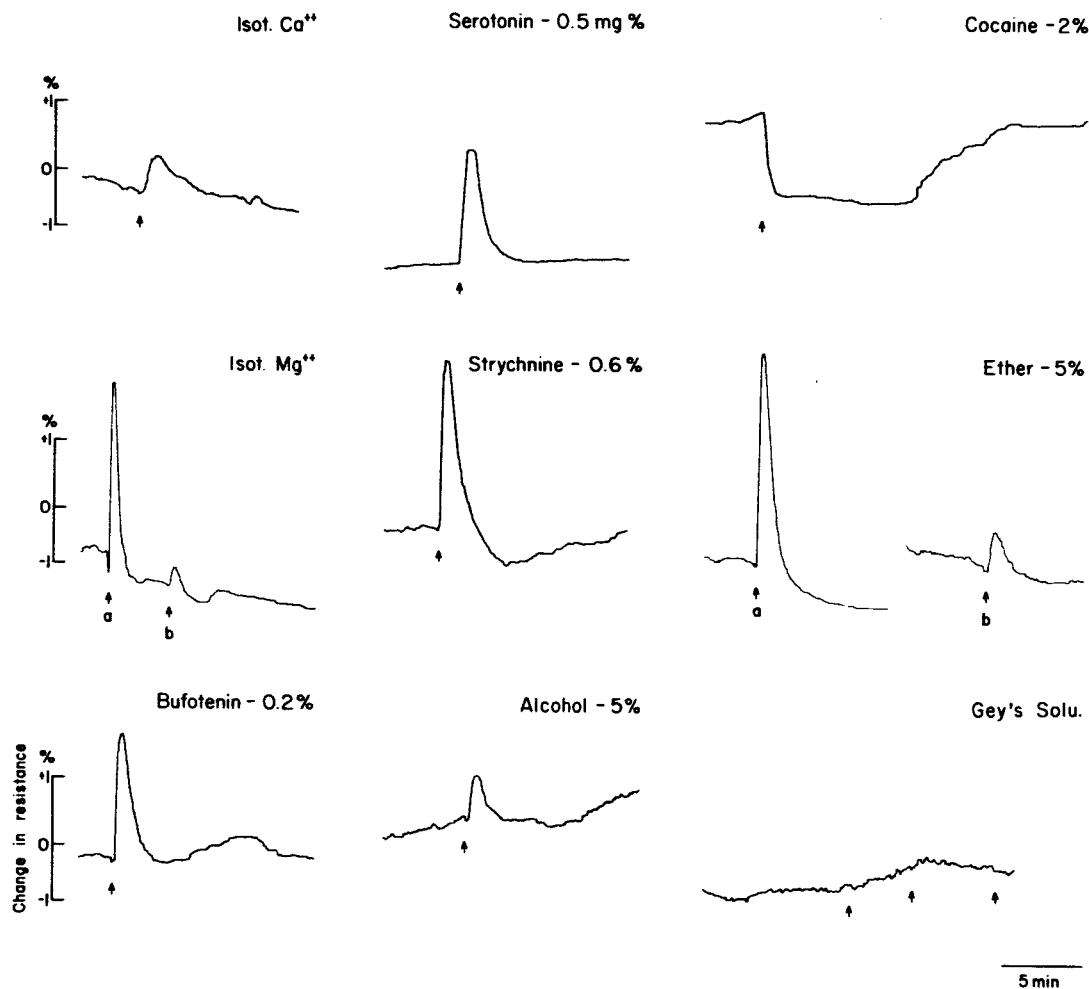 Isot. Ca++
Serotonin - 0.5 mg %
Cocaine - 2%
%
+1
0
-1
Isot. Mg++
Strychnine - 0.6 %
Ether - 5%
%
+1
0
-1
a
b
a
b
Bufotenin - 0.2%
Alcohol - 5%
Gey's Solu.
Change in resistance
%
+1
0
-1
5 min